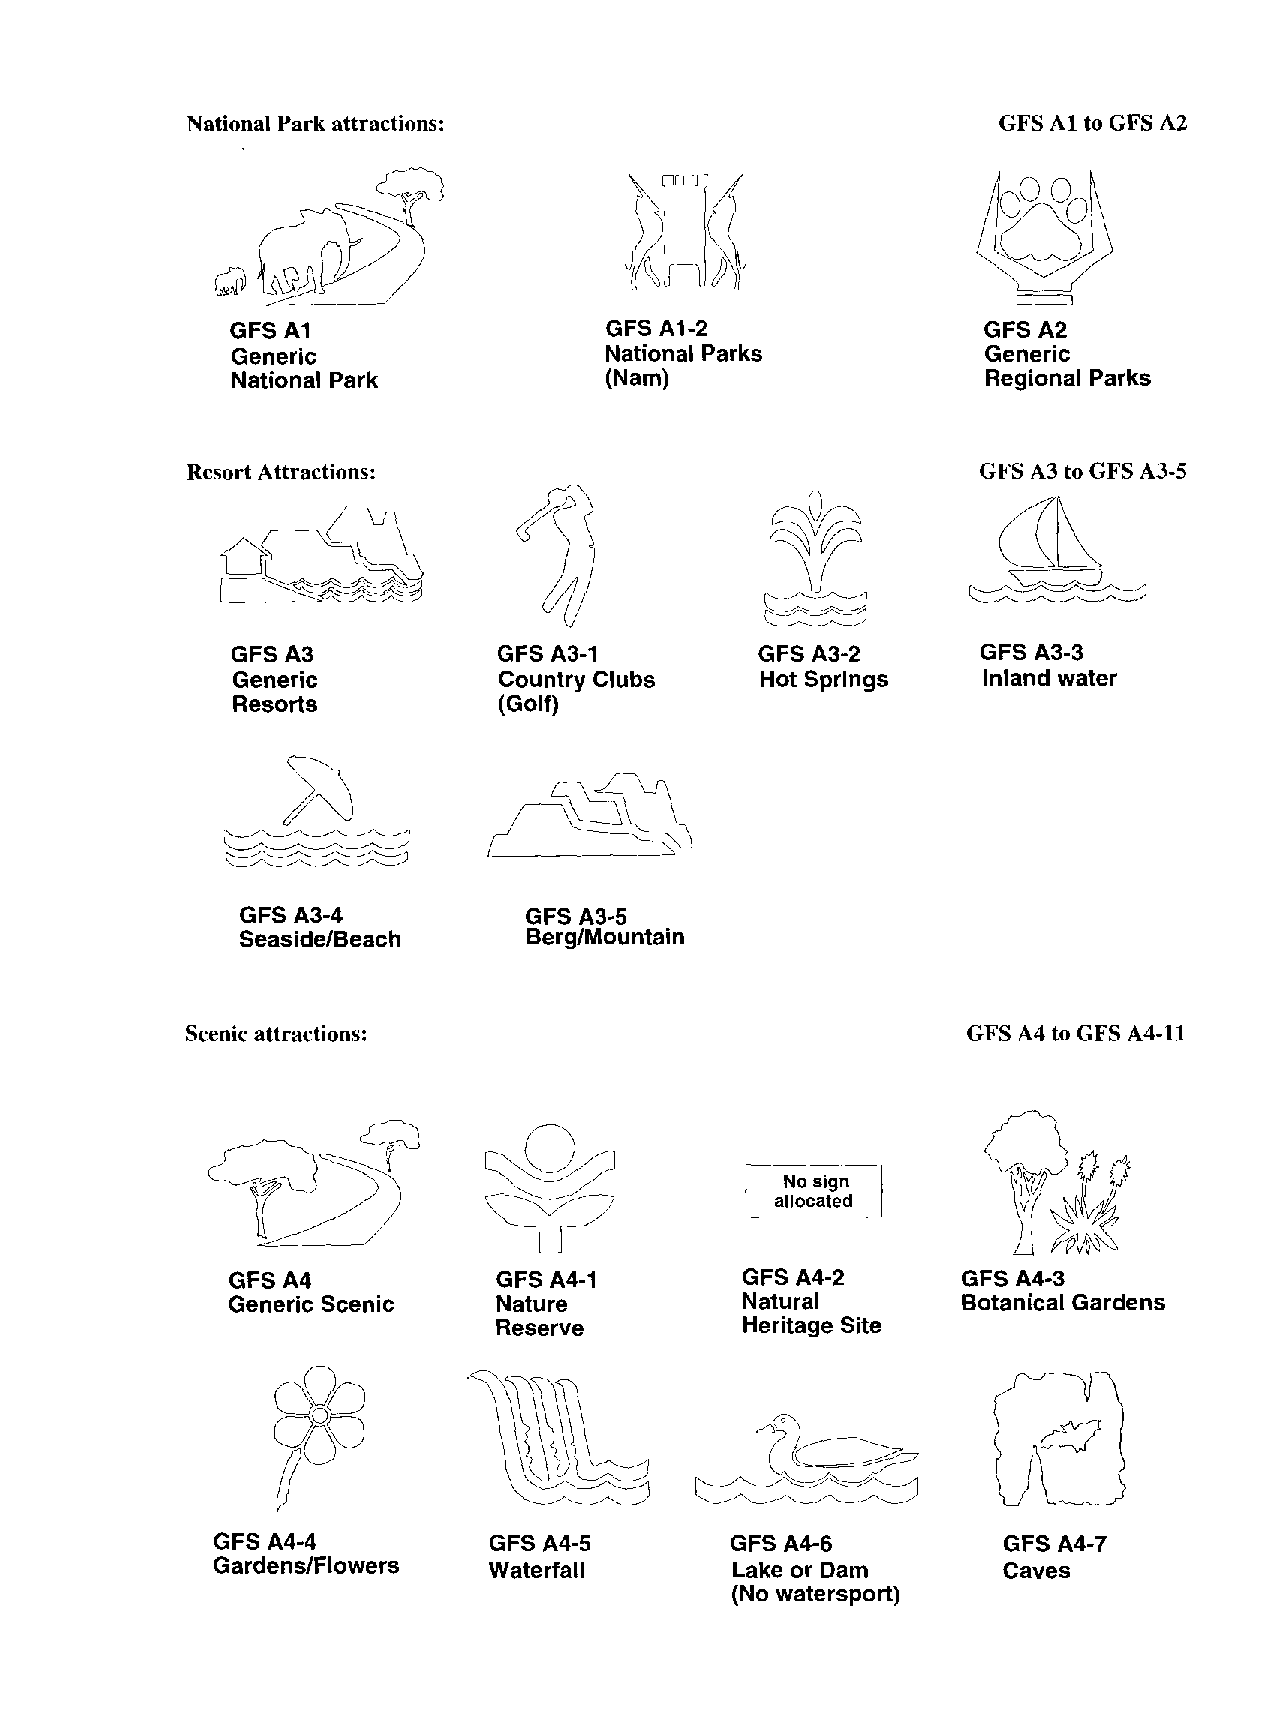 National Park attractions: GFS A1 to GFS A2
GFS A1 GFS A1-2 GFS A2
Generic National Parks Generic
National Park (Nam) Regional Parks
Resort Attractions: GFS A3 to GFS A3-5
GFS A3 GFS A3-1 GFS A3-2 GFS A3-3
Generic Country Clubs Hot Springs Inland water
Resorts (Golf)
GFS A3-4 GFS A3-5
Seaside/Beach Berg/Mountain
Scenic attractions: GFS A4 to GFS A4-11
No sign
allocated
GFS A4 GFS A4-1 GFS A4-2 GFS A4-3
Generic Scenic Nature Natural Botanical Gardens
Reserve Heritage Site
GFS A4-4 GFS A4-5 GFS A4-6 GFS A4-7
Gardens/Flowers Waterfall Lake or Dam Caves
(No watersport)